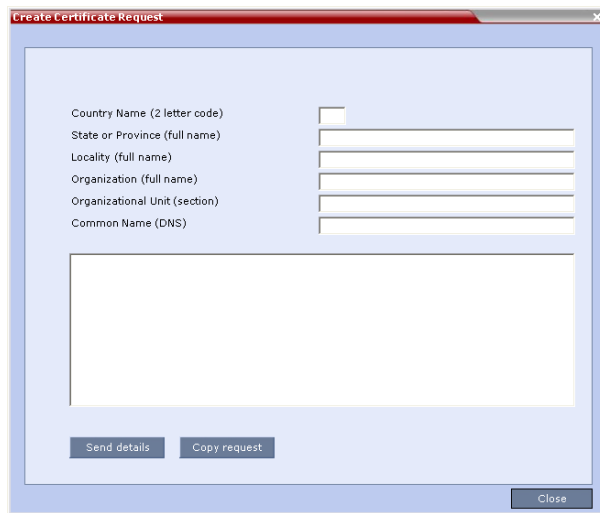 Create Certificate Request
Country Name (2 letter code)
State or Province (full name)
Locality (full name)
Organization (full name)
Organizational Unit (section)
Common Name (DNS)
Send details
Copy request
Close